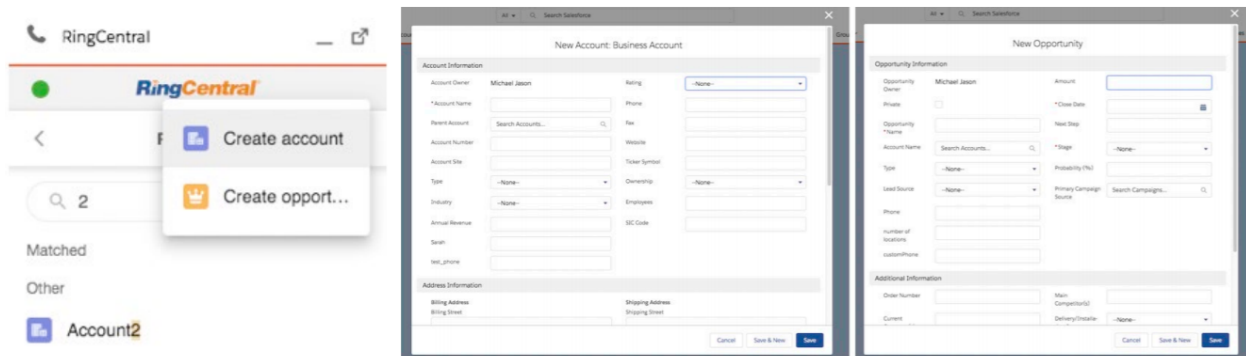 RingCentral
RingCentral
Create account
Create opport...
2
Matched
Other
Account2
All
Search Salesforce
New Account: Business Account
Account Information
Account Owner Michael Jason Rating --None--
*Account Name Phone
Parent Account Search Accounts... Fax
Account Number Website
Account Site Ticker Symbol
Type --None-- Ownership --None--
Industry --None-- Employees
Annual Revenue SIC Code
Sarah
test_phone
Address Information
Billing Address Shipping Address
Billing Street Shipping Street
Cancel Save & New Save
All Search Salesforce
New Opportunity
Opportunity Information
Opportunity Owner Michael Jason Amount
Private *Close Date
Opportunity *Name Next Step
Account Name Search Accounts... *Stage --None--
Type --None-- Probability (%)
Lead Source --None-- Primary Campaign Source Search Campaigns...
Phone
number of locations
customPhone
Additional Information
Order Number Main Competitor(s)
Current Delivery/Installa- --None--
Cancel Save & New Save